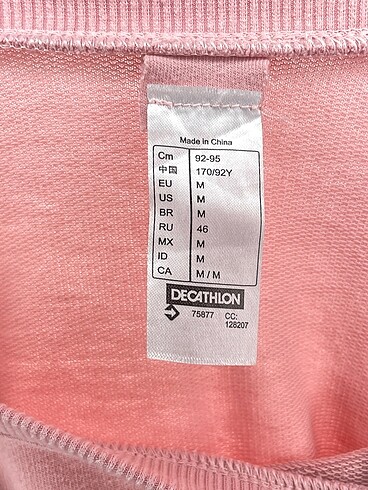 Made in China
Cm 92-95
中国 170/92Y
EU M
US M
BR M
RU 46
MX M
ID M
CA M / M
DECATHLON
75877 CC:
128207